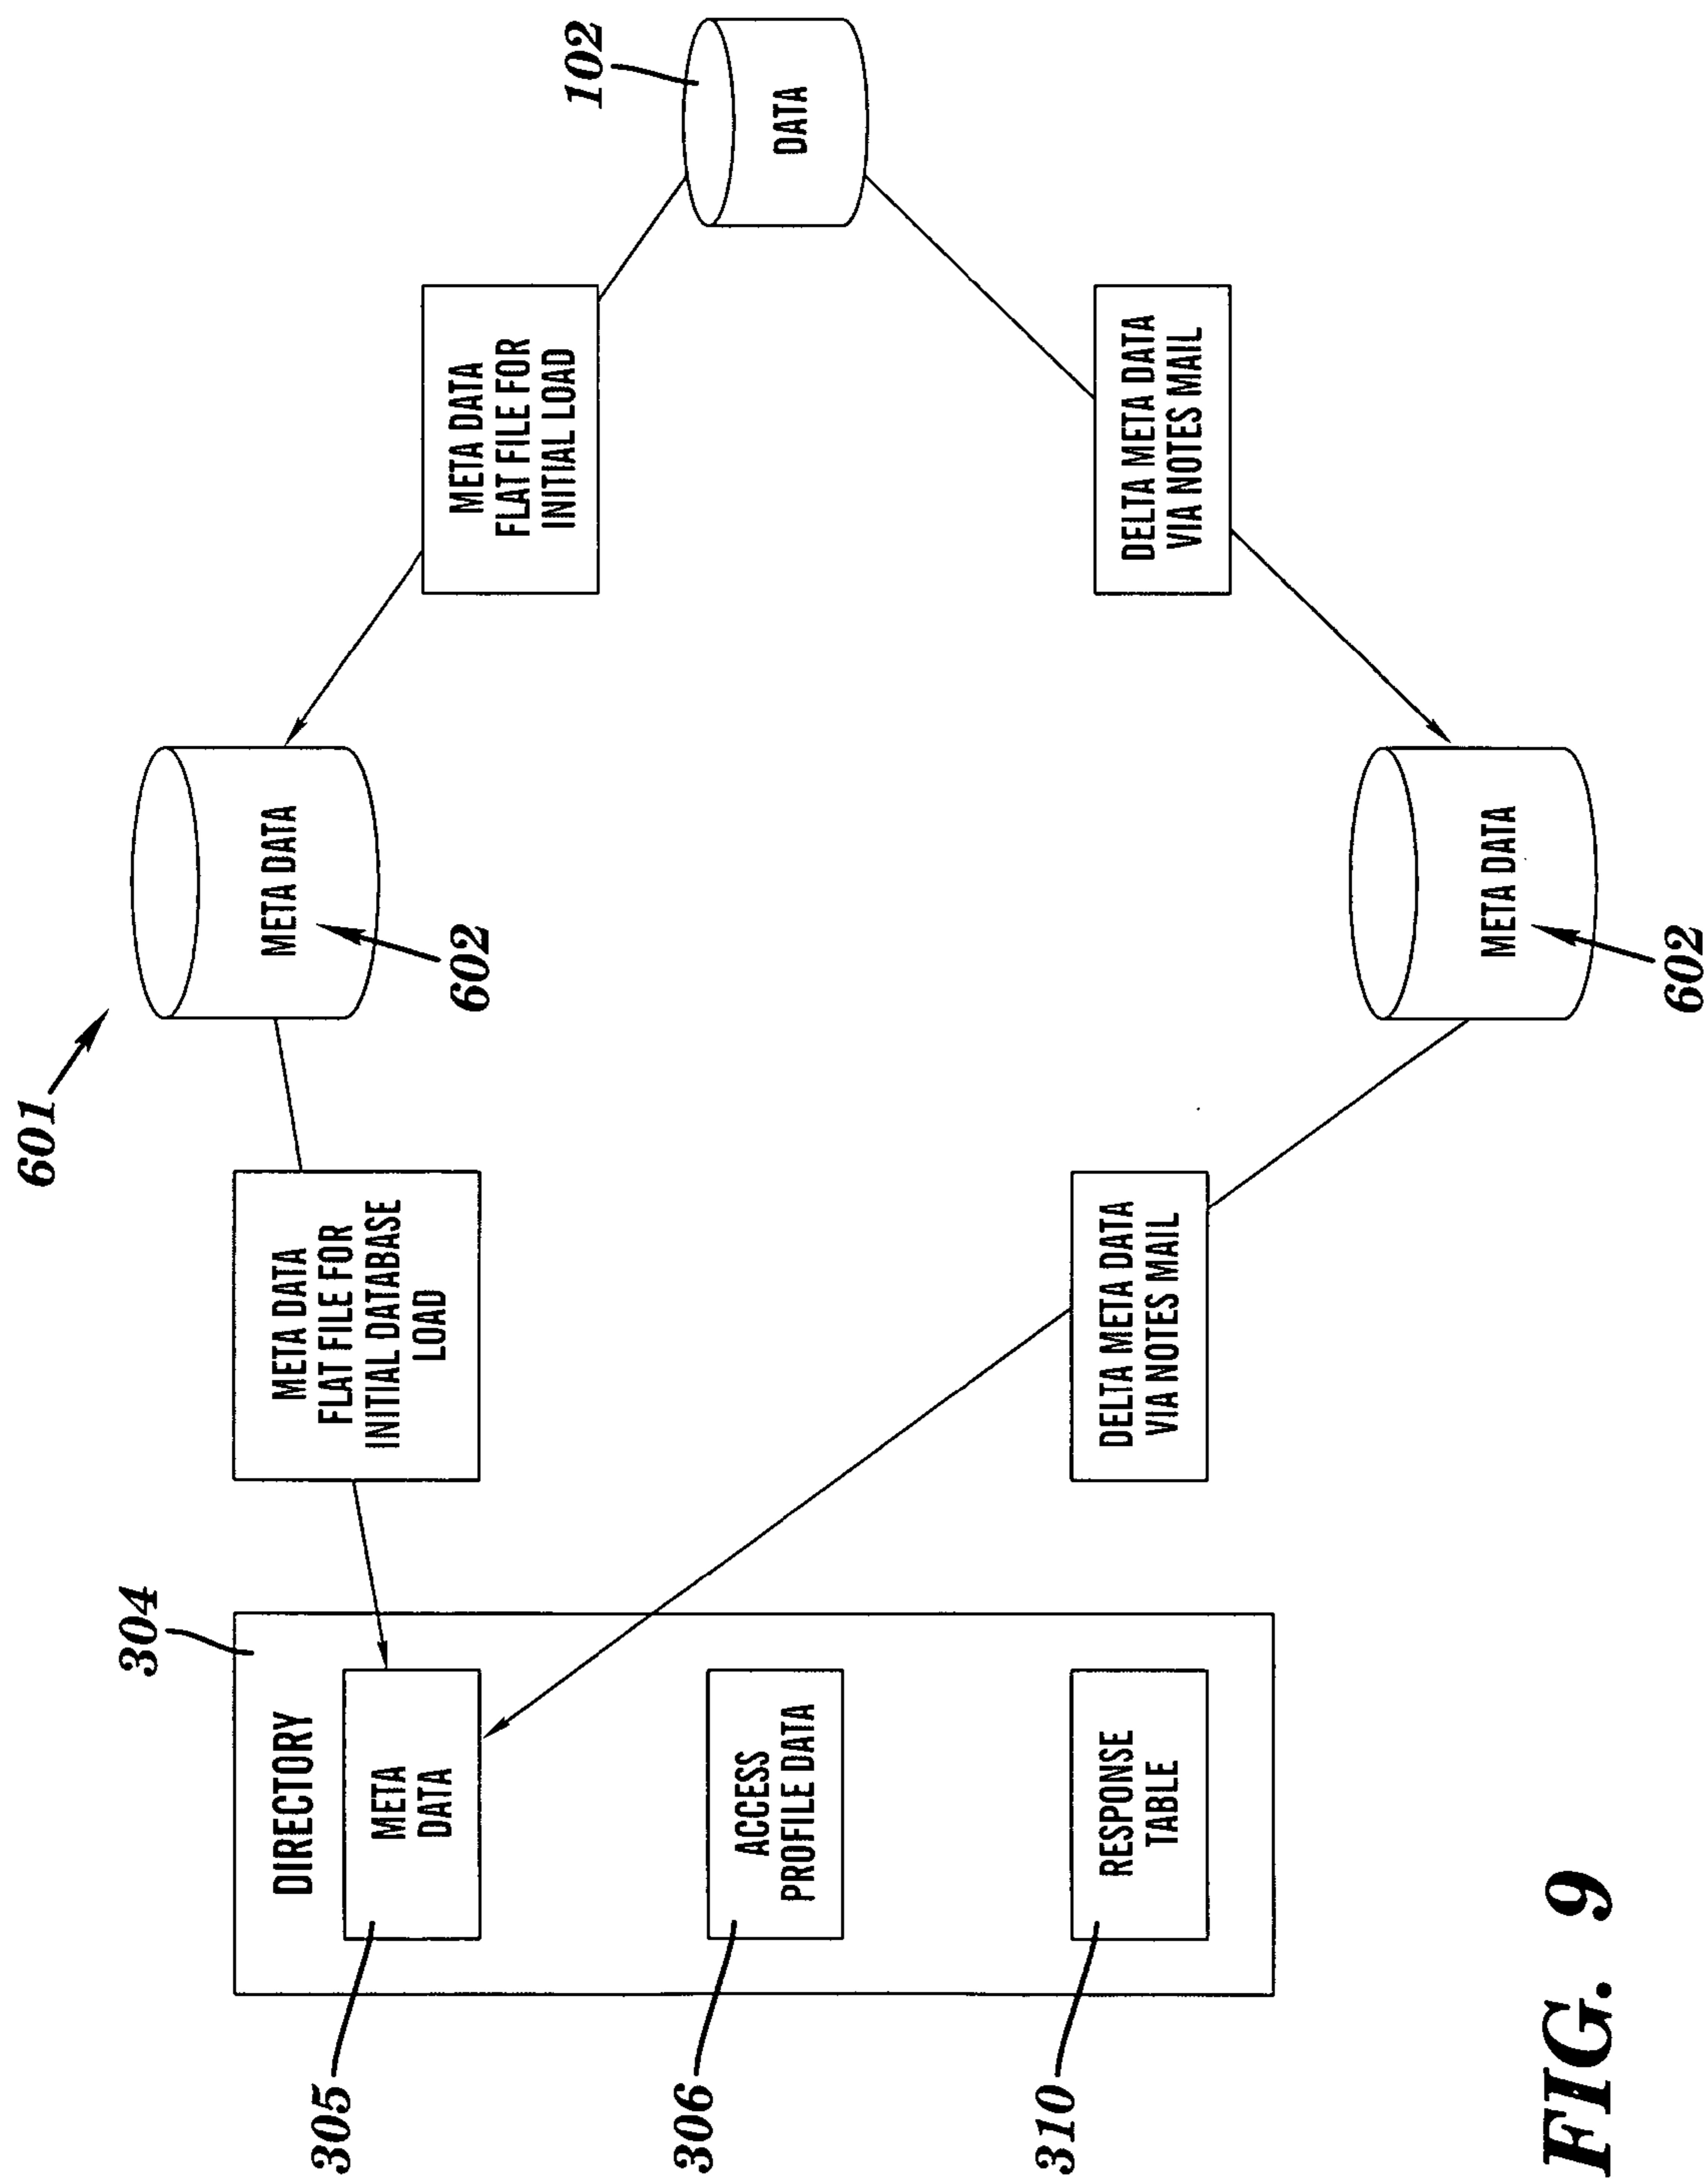 601
304
DIRECTORY
305
META
DATA
306
ACCESS
PROFILE DATA
310
RESPONSE
TABLE
META DATA
FLAT FILE FOR
INITIAL DATABASE
LOAD
DELTA META DATA
VIA NOTES MAIL
META DATA
602
META DATA
602
META DATA
FLAT FILE FOR
INITIAL LOAD
DELTA META DATA
VIA NOTES MAIL
102
DATA
FIG. 9